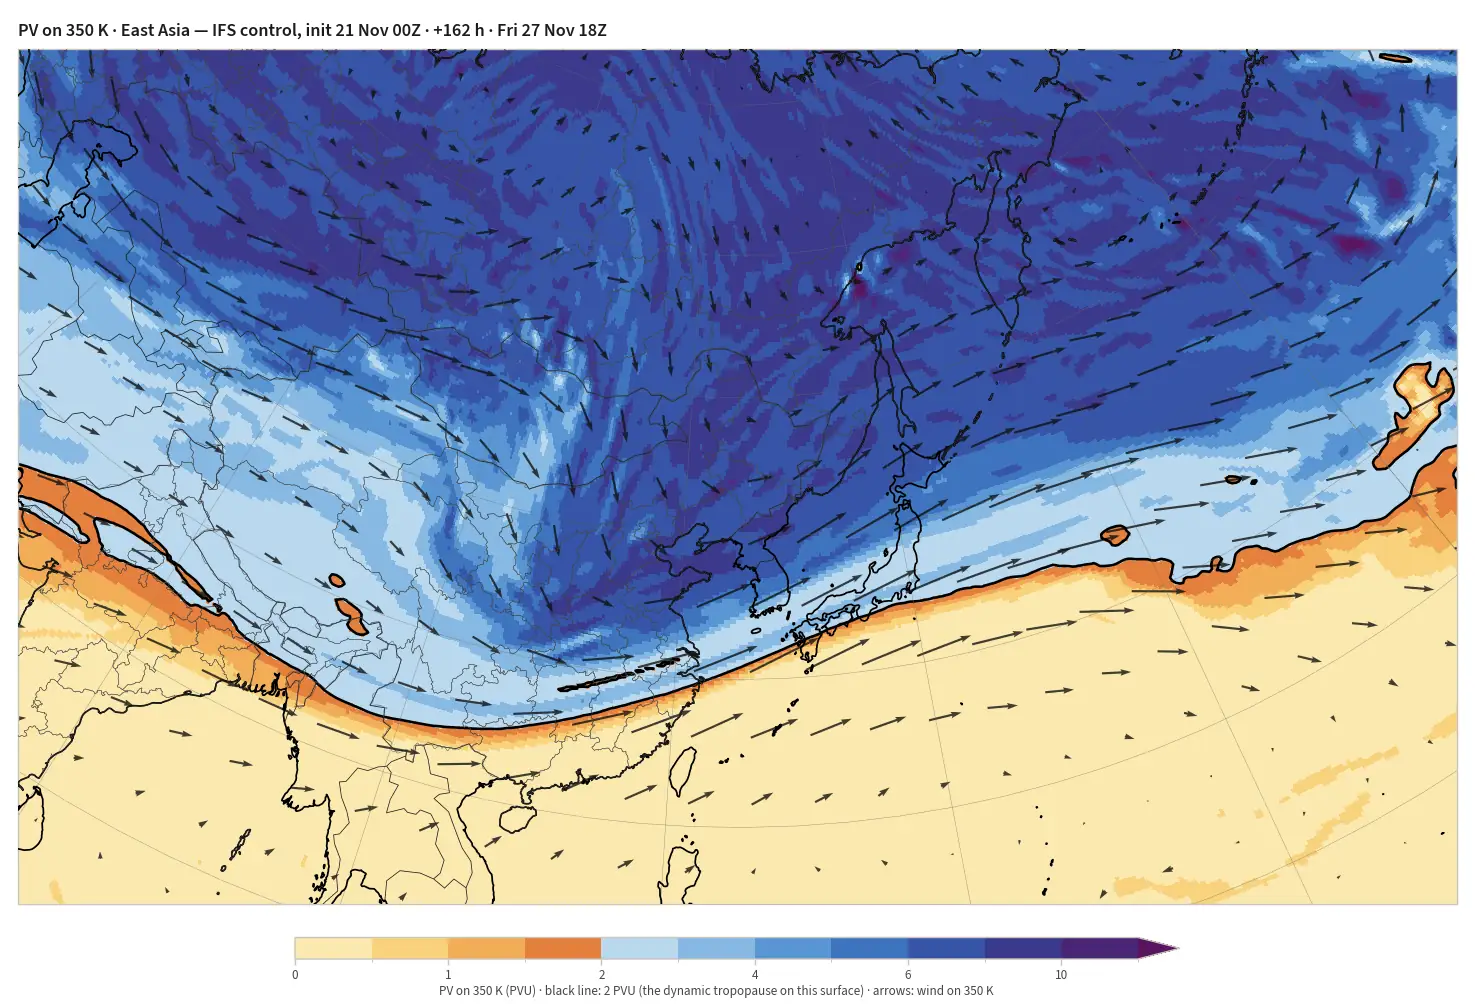 PV on 350 K · East Asia — IFS control, init 21 Nov 00Z · +162 h · Fri 27 Nov 18Z
0 1 2 4 6 10
PV on 350 K (PVU) · black line: 2 PVU (the dynamic tropopause on this surface) · arrows: wind on 350 K